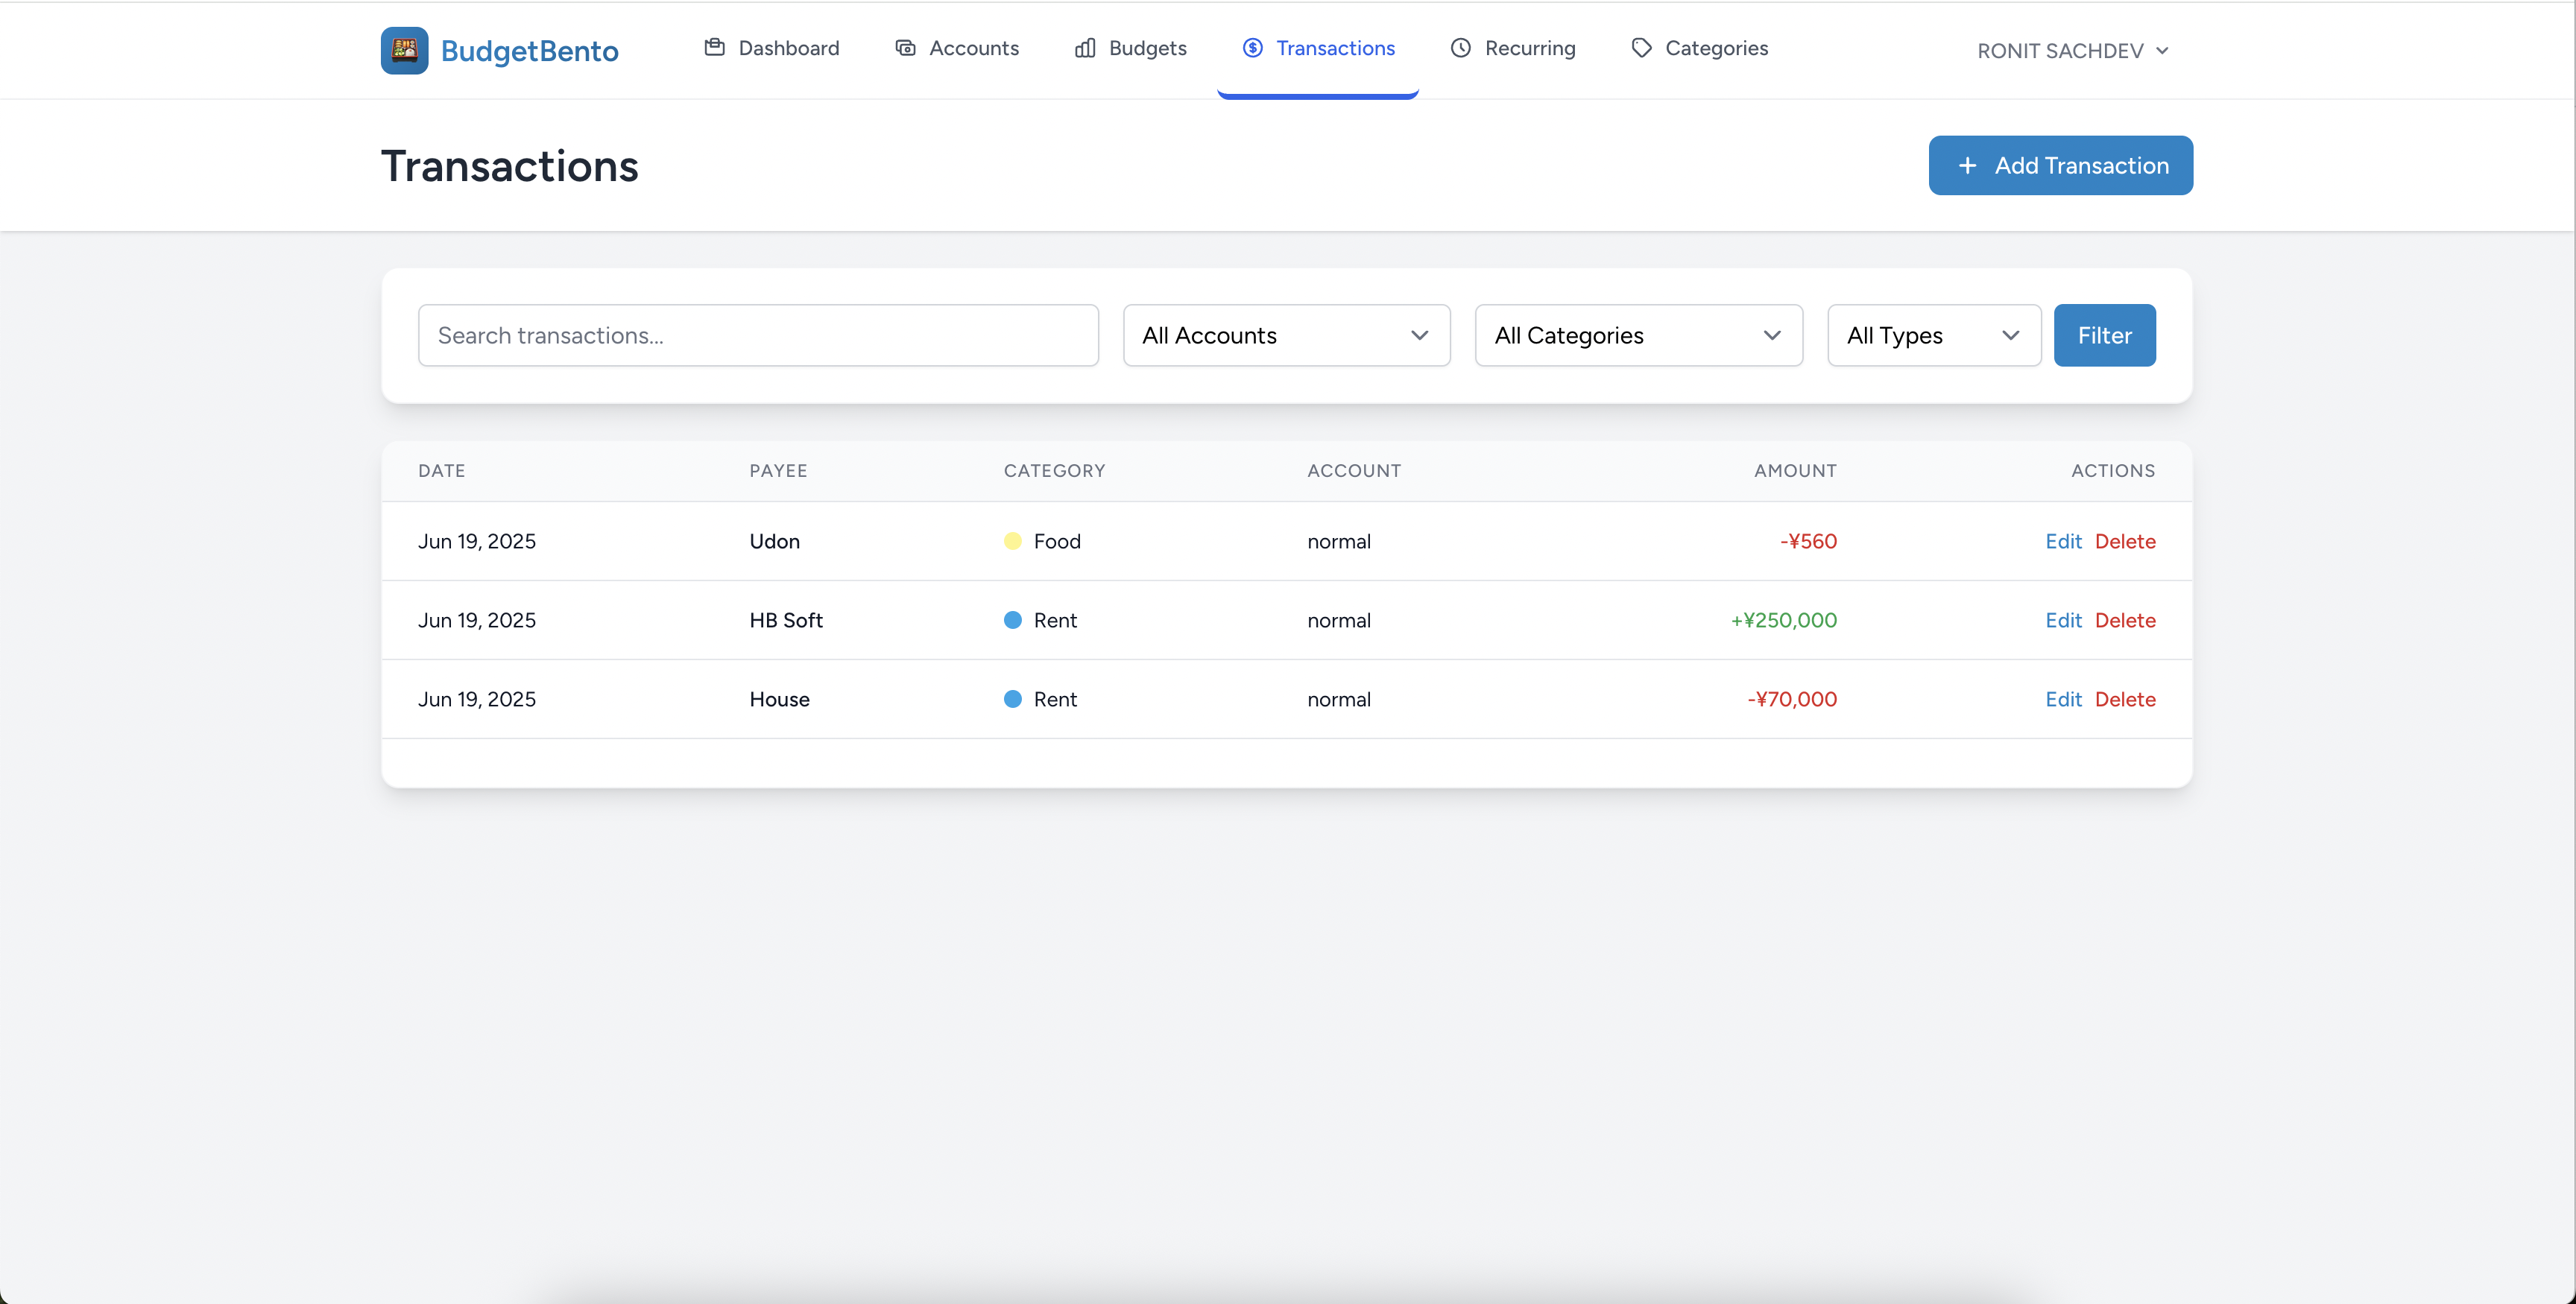 BudgetBento Dashboard Accounts Budgets Transactions Recurring Categories RONIT SACHDEV
Transactions + Add Transaction
Search transactions... All Accounts All Categories All Types Filter
DATE PAYEE CATEGORY ACCOUNT AMOUNT ACTIONS
Jun 19, 2025 Udon Food normal -¥560 Edit Delete
Jun 19, 2025 HB Soft Rent normal +¥250,000 Edit Delete
Jun 19, 2025 House Rent normal -¥70,000 Edit Delete